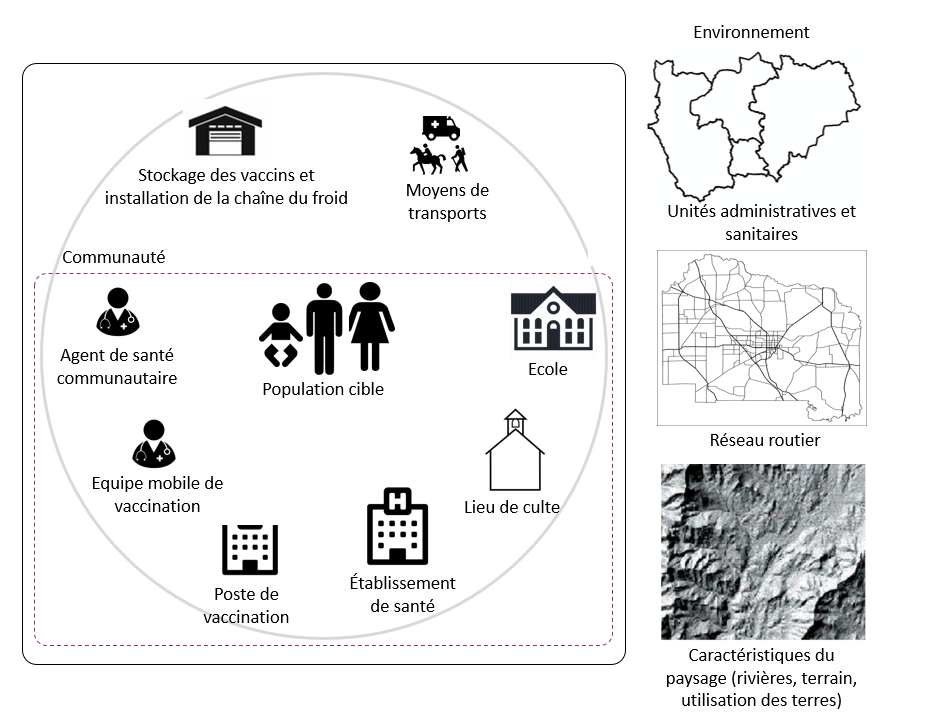 Environnement
Stockage des vaccins et
installation de la chaîne du froid
Moyens de
transports
Unités administratives et
sanitaires
Communauté
Agent de santé
communautaire
Population cible
Ecole
Réseau routier
Equipe mobile de
vaccination
Lieu de culte
H
Poste de
vaccination
Établissement
de santé
Caractéristiques du
paysage (rivières, terrain,
utilisation des terres)